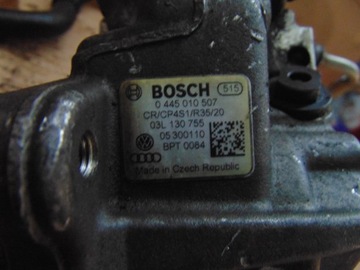 BOSCH 515
0 445 010 507
CR/CP4S1/R35/20
03L 130 755
05300110
BPT 0084
Made in Czech Republic